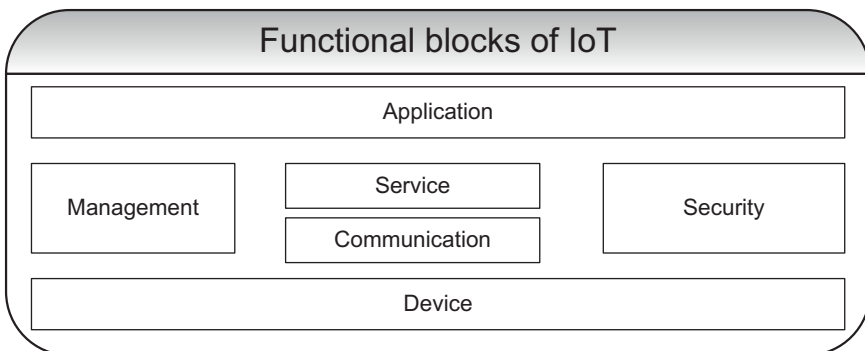 Functional blocks of IoT
Application
Management
Service
Communication
Security
Device